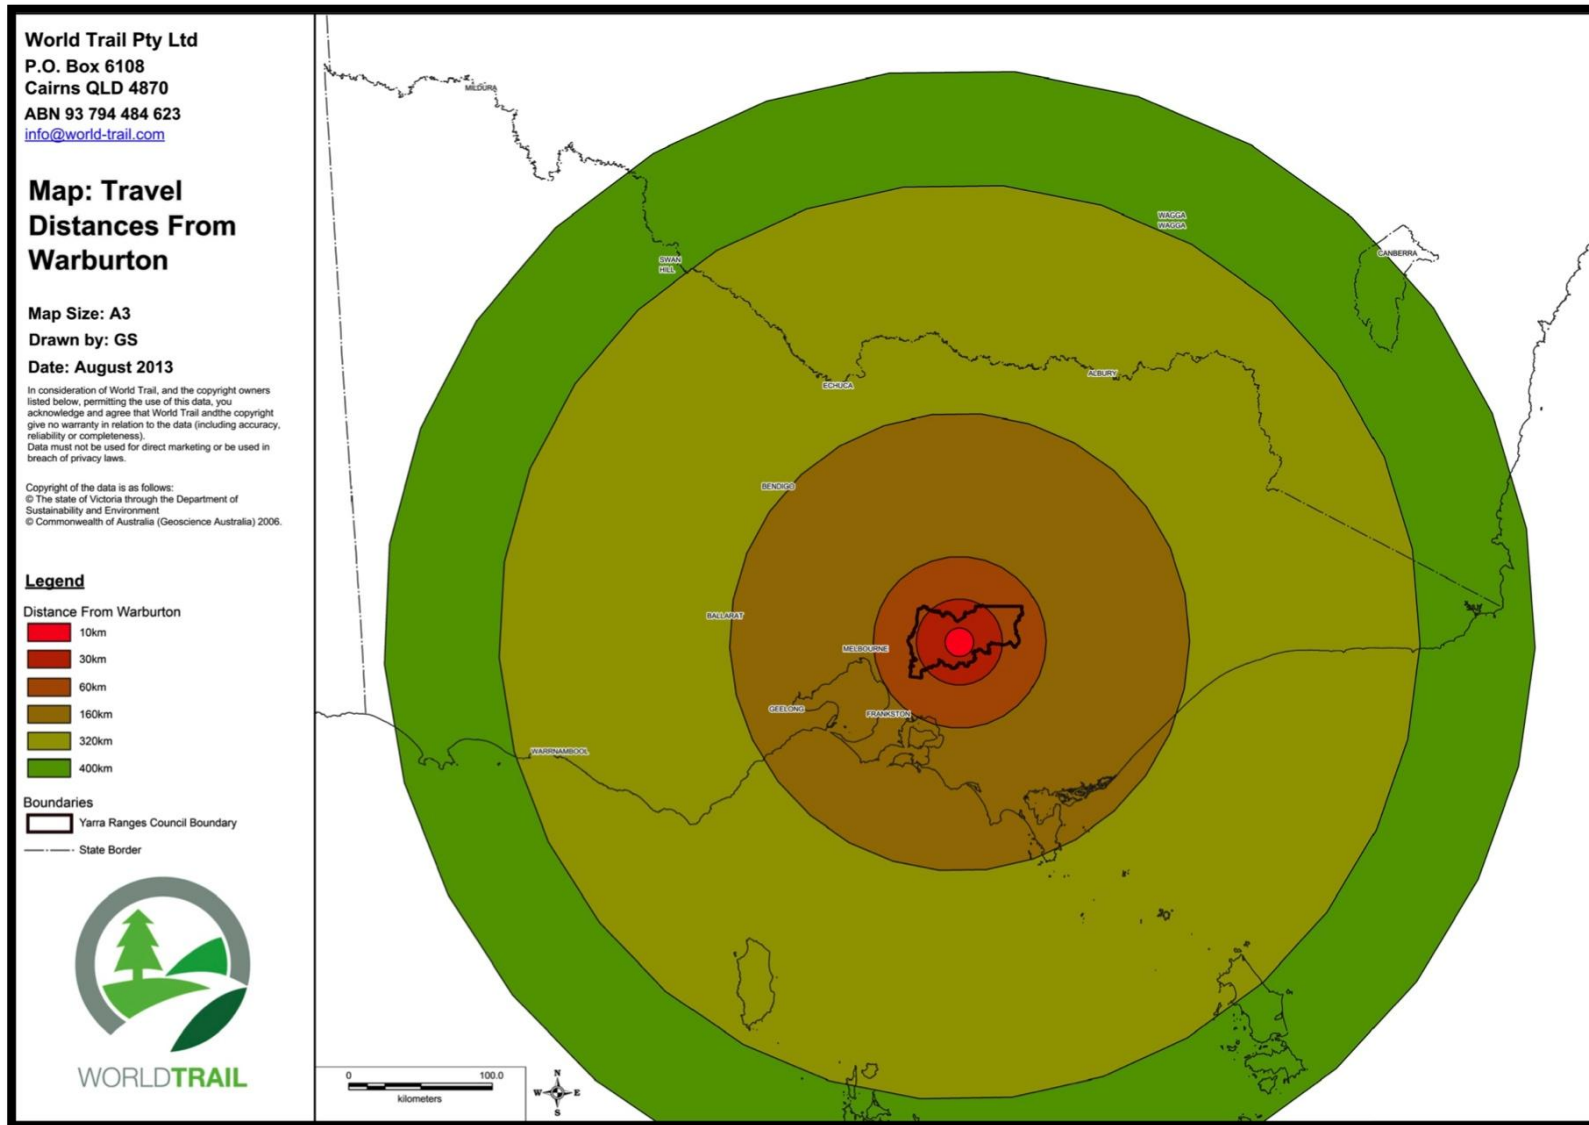 World Trail Pty Ltd
P.O. Box 6108
Cairns QLD 4870
ABN 93 794 484 623
info@world-trail.com
Map: Travel
Distances From
Warburton
Map Size: A3
Drawn by: GS
Date: August 2013
In consideration of World Trail, and the copyright owners
listed below, permitting the use of this data, you
acknowledge and agree that World Trail andthe copyright
give no warranty in relation to the data (including accuracy,
reliability or completeness).
Data must not be used for direct marketing or be used in
breach of privacy laws.
Copyright of the data is as follows:
© The state of Victoria through the Department of
Sustainability and Environment
© Commonwealth of Australia (Geoscience Australia) 2006.
Legend
Distance From Warburton
10km
30km
60km
160km
320km
400km
Boundaries
Yarra Ranges Council Boundary
State Border
WORLDTRAIL
MILDURA
WAGGA
WAGGA
SWAN
HILL
CANBERRA
ECHUCA
ALBURY
BENDIGO
BALLARAT
MELBOURNE
GEELONG
FRANKSTON
WARRNAMBOOL
0 100.0
kilometers
N
W E
S